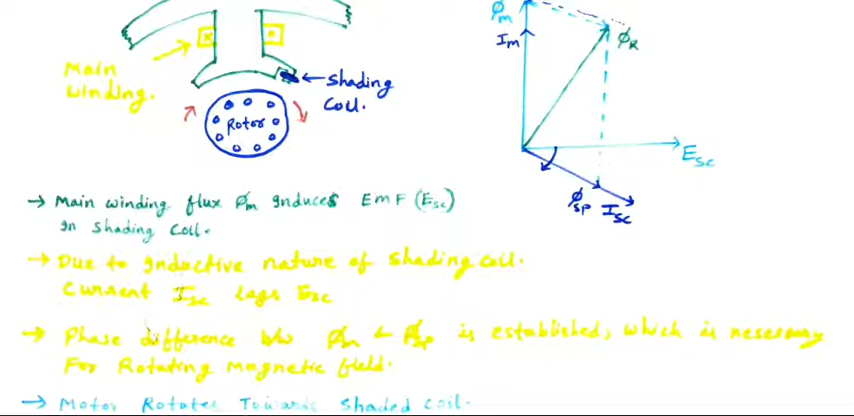 Φm
Im
ΦR
Main
winding.
Shading
Coil.
Rotor
Esc
Φsp Isc
→ Main winding flux Φm induces EMF (Esc)
in Shading Coil.
→ Due to inductive nature of shading coil.
Current Isc lags Esc
→ Phase difference b/w Φm & Φsp is established, which is nesessary
For Rotating Magnetic field.
→ Motor Rotates Towards Shaded Coil.